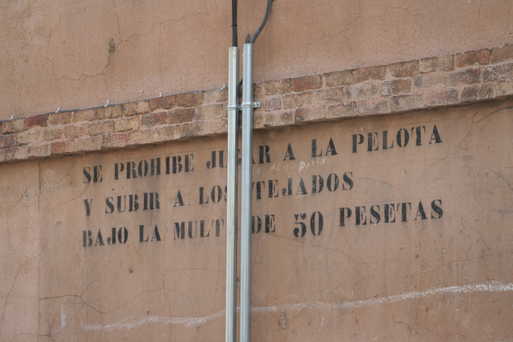 SE PROHIBE JUGAR A LA PELOTA
Y SUBIR A LOS TEJADOS
BAJO LA MULTA DE 50 PESETAS